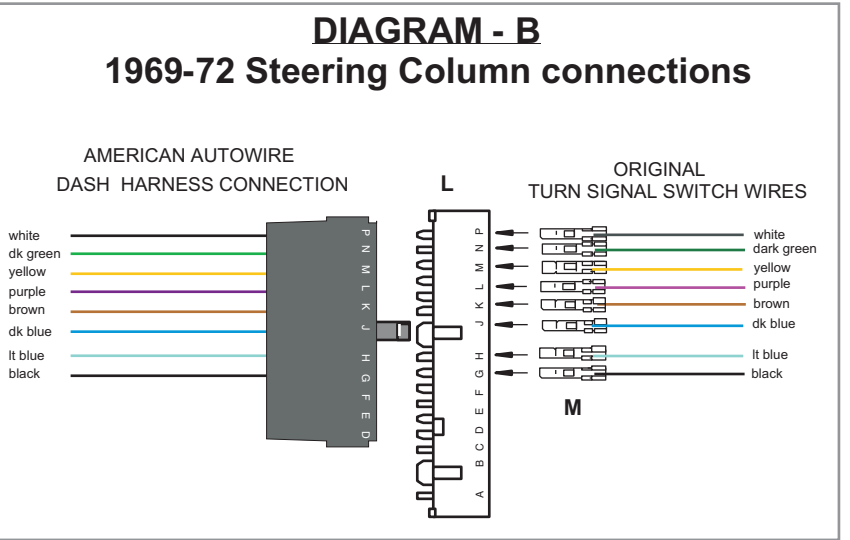 DIAGRAM - B
1969-72 Steering Column connections
AMERICAN AUTOWIRE
DASH HARNESS CONNECTION
L
ORIGINAL
TURN SIGNAL SWITCH WIRES
white
dk green
yellow
purple
brown
dk blue
lt blue
black
P
N
M
L
K
J
H
G
F
E
D
P
N
M
L
K
J
H
G
F
E
D
C
B
A
white
dark green
yellow
purple
brown
dk blue
lt blue
black
M